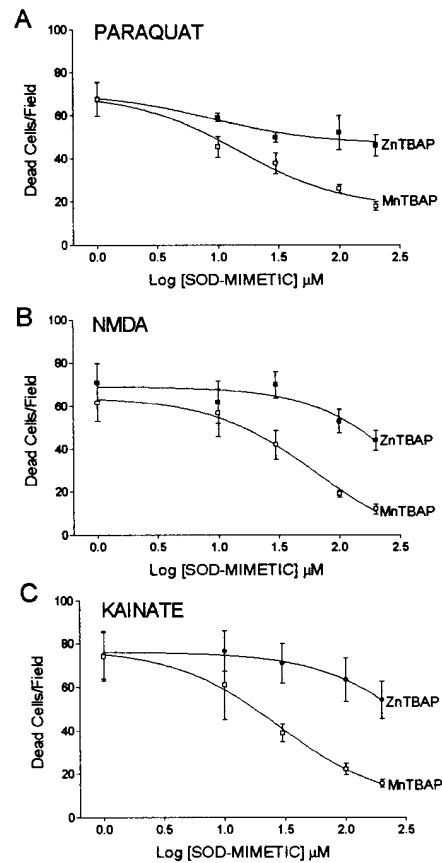 A
PARAQUAT
Dead Cells/Field
100
80
60
40
20
0
ZnTBAP
MnTBAP
0.0 0.5 1.0 1.5 2.0 2.5
Log [SOD-MIMETIC] μM
B
NMDA
Dead Cells/Field
100
80
60
40
20
0
ZnTBAP
MnTBAP
0.0 0.5 1.0 1.5 2.0 2.5
Log [SOD-MIMETIC] μM
C
KAINATE
Dead Cells/Field
100
80
60
40
20
0
ZnTBAP
MnTBAP
0.0 0.5 1.0 1.5 2.0 2.5
Log [SOD-MIMETIC] μM